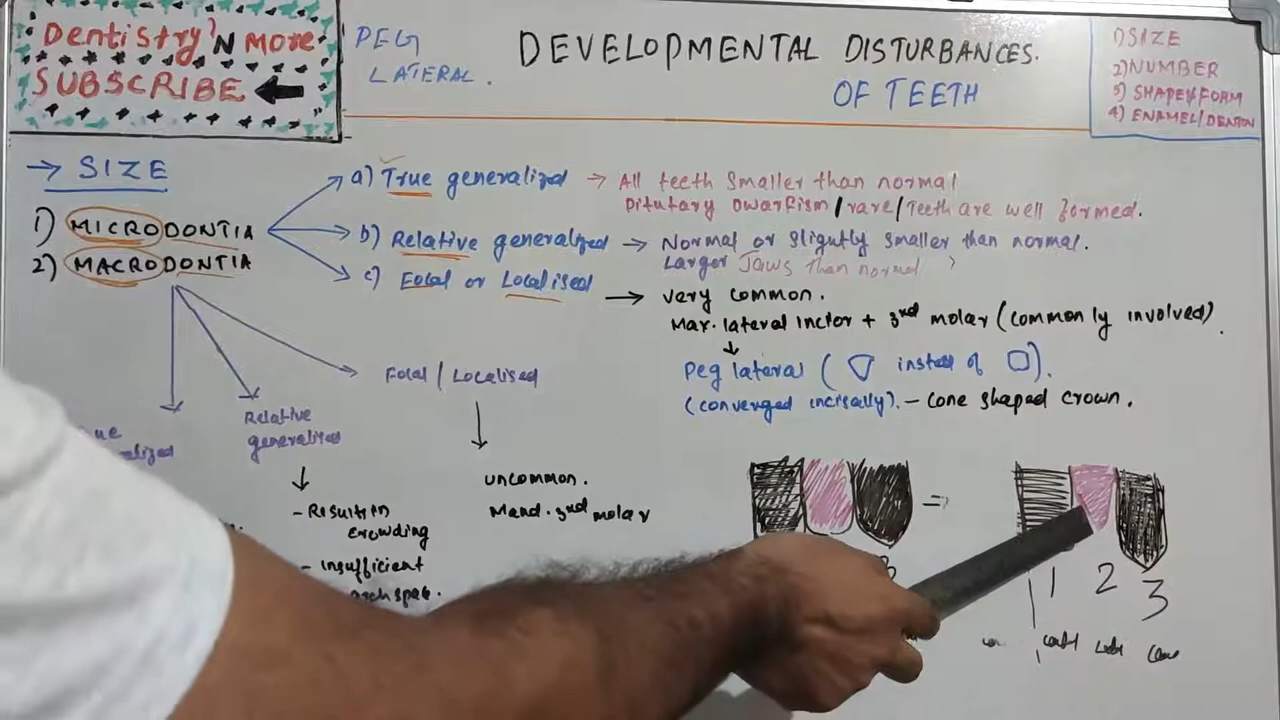 Dentistry'N More
SUBSCRIBE
PEG
LATERAL.
DEVELOPMENTAL DISTURBANCES.
OF TEETH
1) SIZE
2) NUMBER
3) SHAPE/FORM
4) ENAMEL/DENTIN
→ SIZE
1) MICRODONTIA
2) MACRODONTIA
a) True generalized → All teeth smaller than normal
Pitutary Dwarfism/rare/Teeth are well formed.
b) Relative generalized → Normal or slightly smaller than normal.
Larger Jaws than normal
c) Focal or Localised → very common.
Max. lateral incisor + 3rd molar (commonly involved).
Peg lateral ( instead of ).
(converged incisally). - cone shaped crown.
Relative
generalised
- Results in
crowding
- insufficient
arch space.
Focal / Localised
uncommon.
Mand. 3rd molar
=
1 2 3